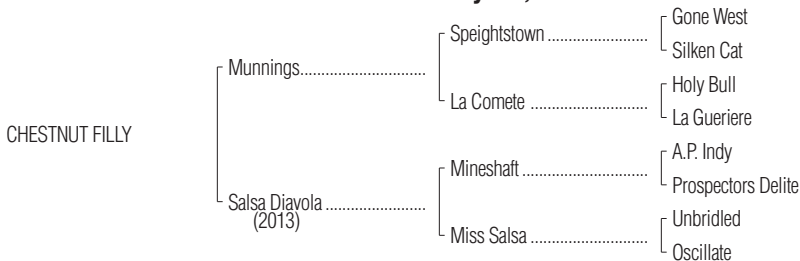 Gone West
Speightstown
Silken Cat
Munnings
Holy Bull
La Comete
La Gueriere
CHESTNUT FILLY
A.P. Indy
Mineshaft
Prospectors Delite
Salsa Diavola
(2013)
Unbridled
Miss Salsa
Oscillate